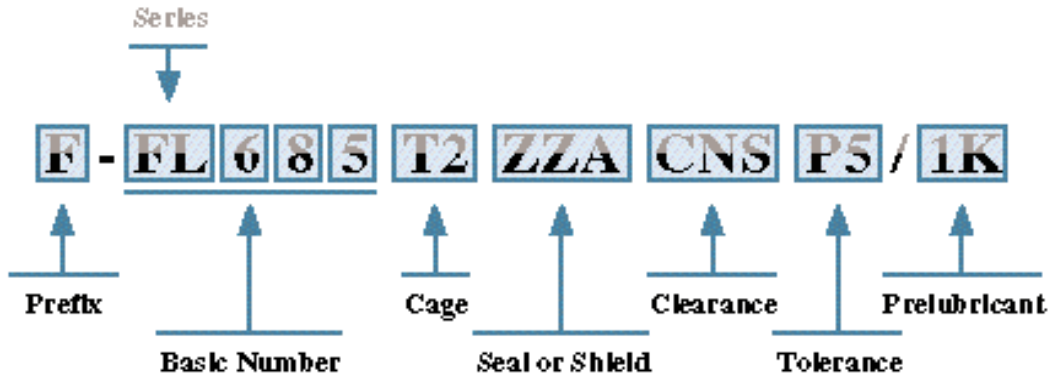 Series
F - FL 6 8 5 T2 ZZA CNS P5 / 1K
Prefix Cage Clearance Prelubricant
Basic Number Seal or Shield Tolerance